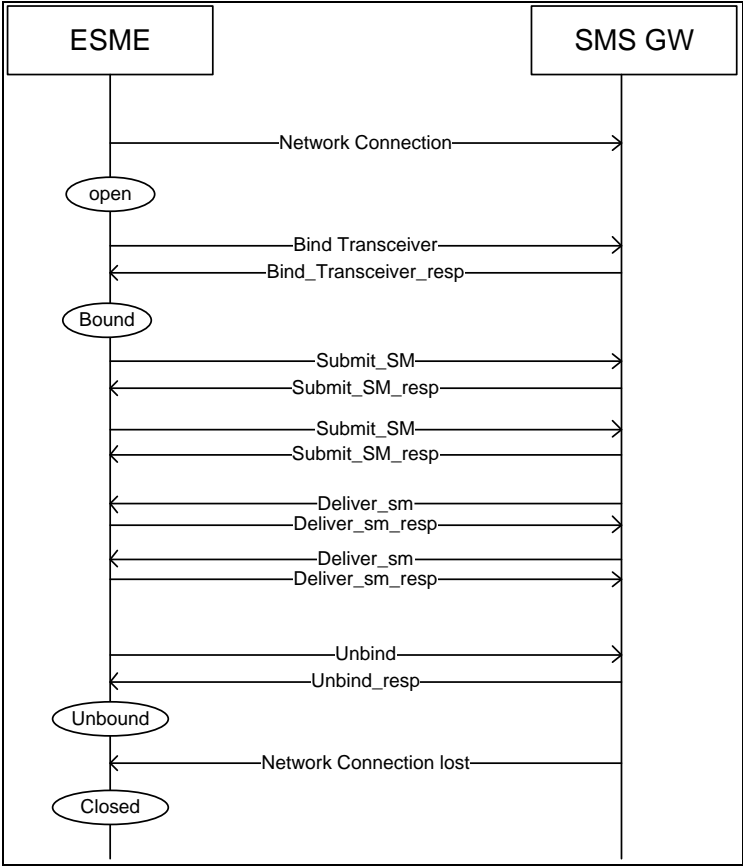 ESME
SMS GW
Network Connection
open
Bind Transceiver
Bind_Transceiver_resp
Bound
Submit_SM
Submit_SM_resp
Submit_SM
Submit_SM_resp
Deliver_sm
Deliver_sm_resp
Deliver_sm
Deliver_sm_resp
Unbind
Unbind_resp
Unbound
Network Connection lost
Closed